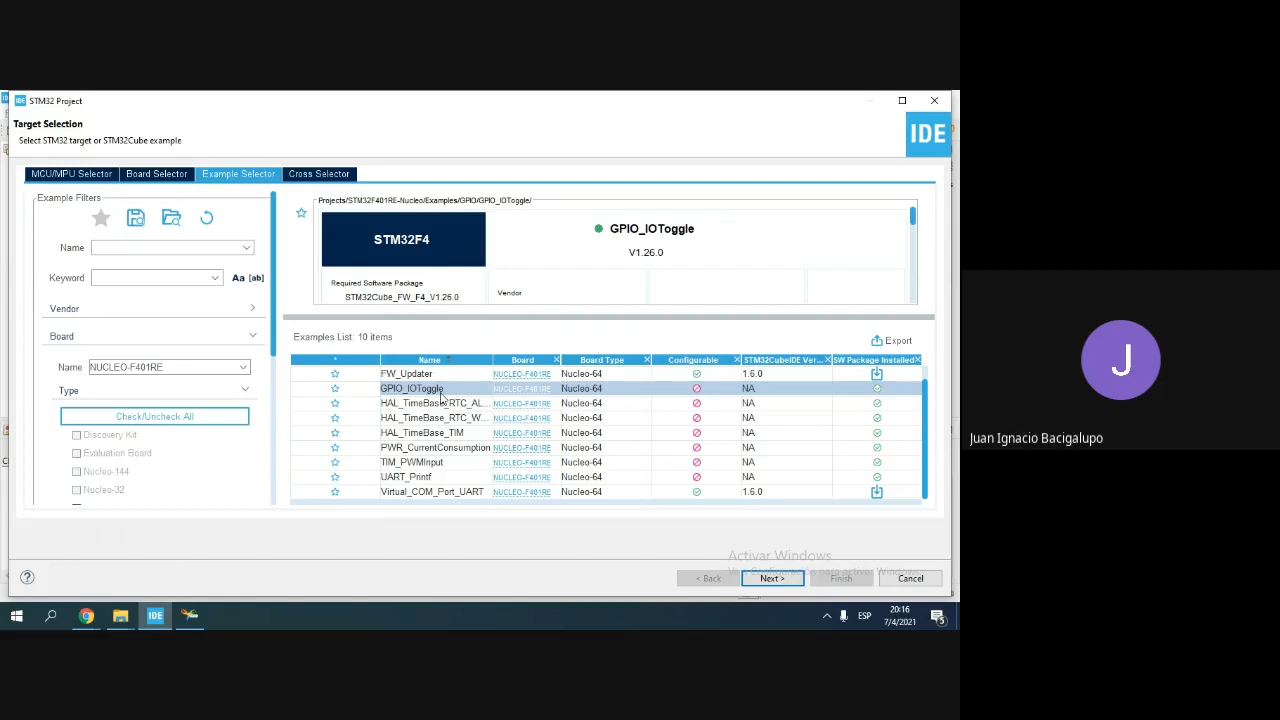 IDE STM32 Project
Target Selection
Select STM32 target or STM32Cube example
IDE
MCU/MPU Selector Board Selector Example Selector Cross Selector
Example Filters
Name
Keyword Aa [ab]
Vendor
Board
Name NUCLEO-F401RE
Type
Check/Uncheck All
Discovery Kit
Evaluation Board
Nucleo-144
Nucleo-32
Projects/STM32F401RE-Nucleo/Examples/GPIO/GPIO_IOToggle/
STM32F4
GPIO_IOToggle
V1.26.0
Required Software Package
STM32Cube_FW_F4_V1.26.0
Vendor
Examples List: 10 items
Export
* Name Board Board Type Configurable STM32CubeIDE Ver... SW Package Installed
FW_Updater NUCLEO-F401RE Nucleo-64 1.6.0
GPIO_IOToggle NUCLEO-F401RE Nucleo-64 NA
HAL_TimeBase_RTC_AL... NUCLEO-F401RE Nucleo-64 NA
HAL_TimeBase_RTC_W... NUCLEO-F401RE Nucleo-64 NA
HAL_TimeBase_TIM NUCLEO-F401RE Nucleo-64 NA
PWR_CurrentConsumption NUCLEO-F401RE Nucleo-64 NA
TIM_PWMInput NUCLEO-F401RE Nucleo-64 NA
UART_Printf NUCLEO-F401RE Nucleo-64 NA
Virtual_COM_Port_UART NUCLEO-F401RE Nucleo-64 1.6.0
Activar Windows
< Back Next > Finish Cancel
IDE
ESP
20:16
7/4/2021
5
J
Juan Ignacio Bacigalupo